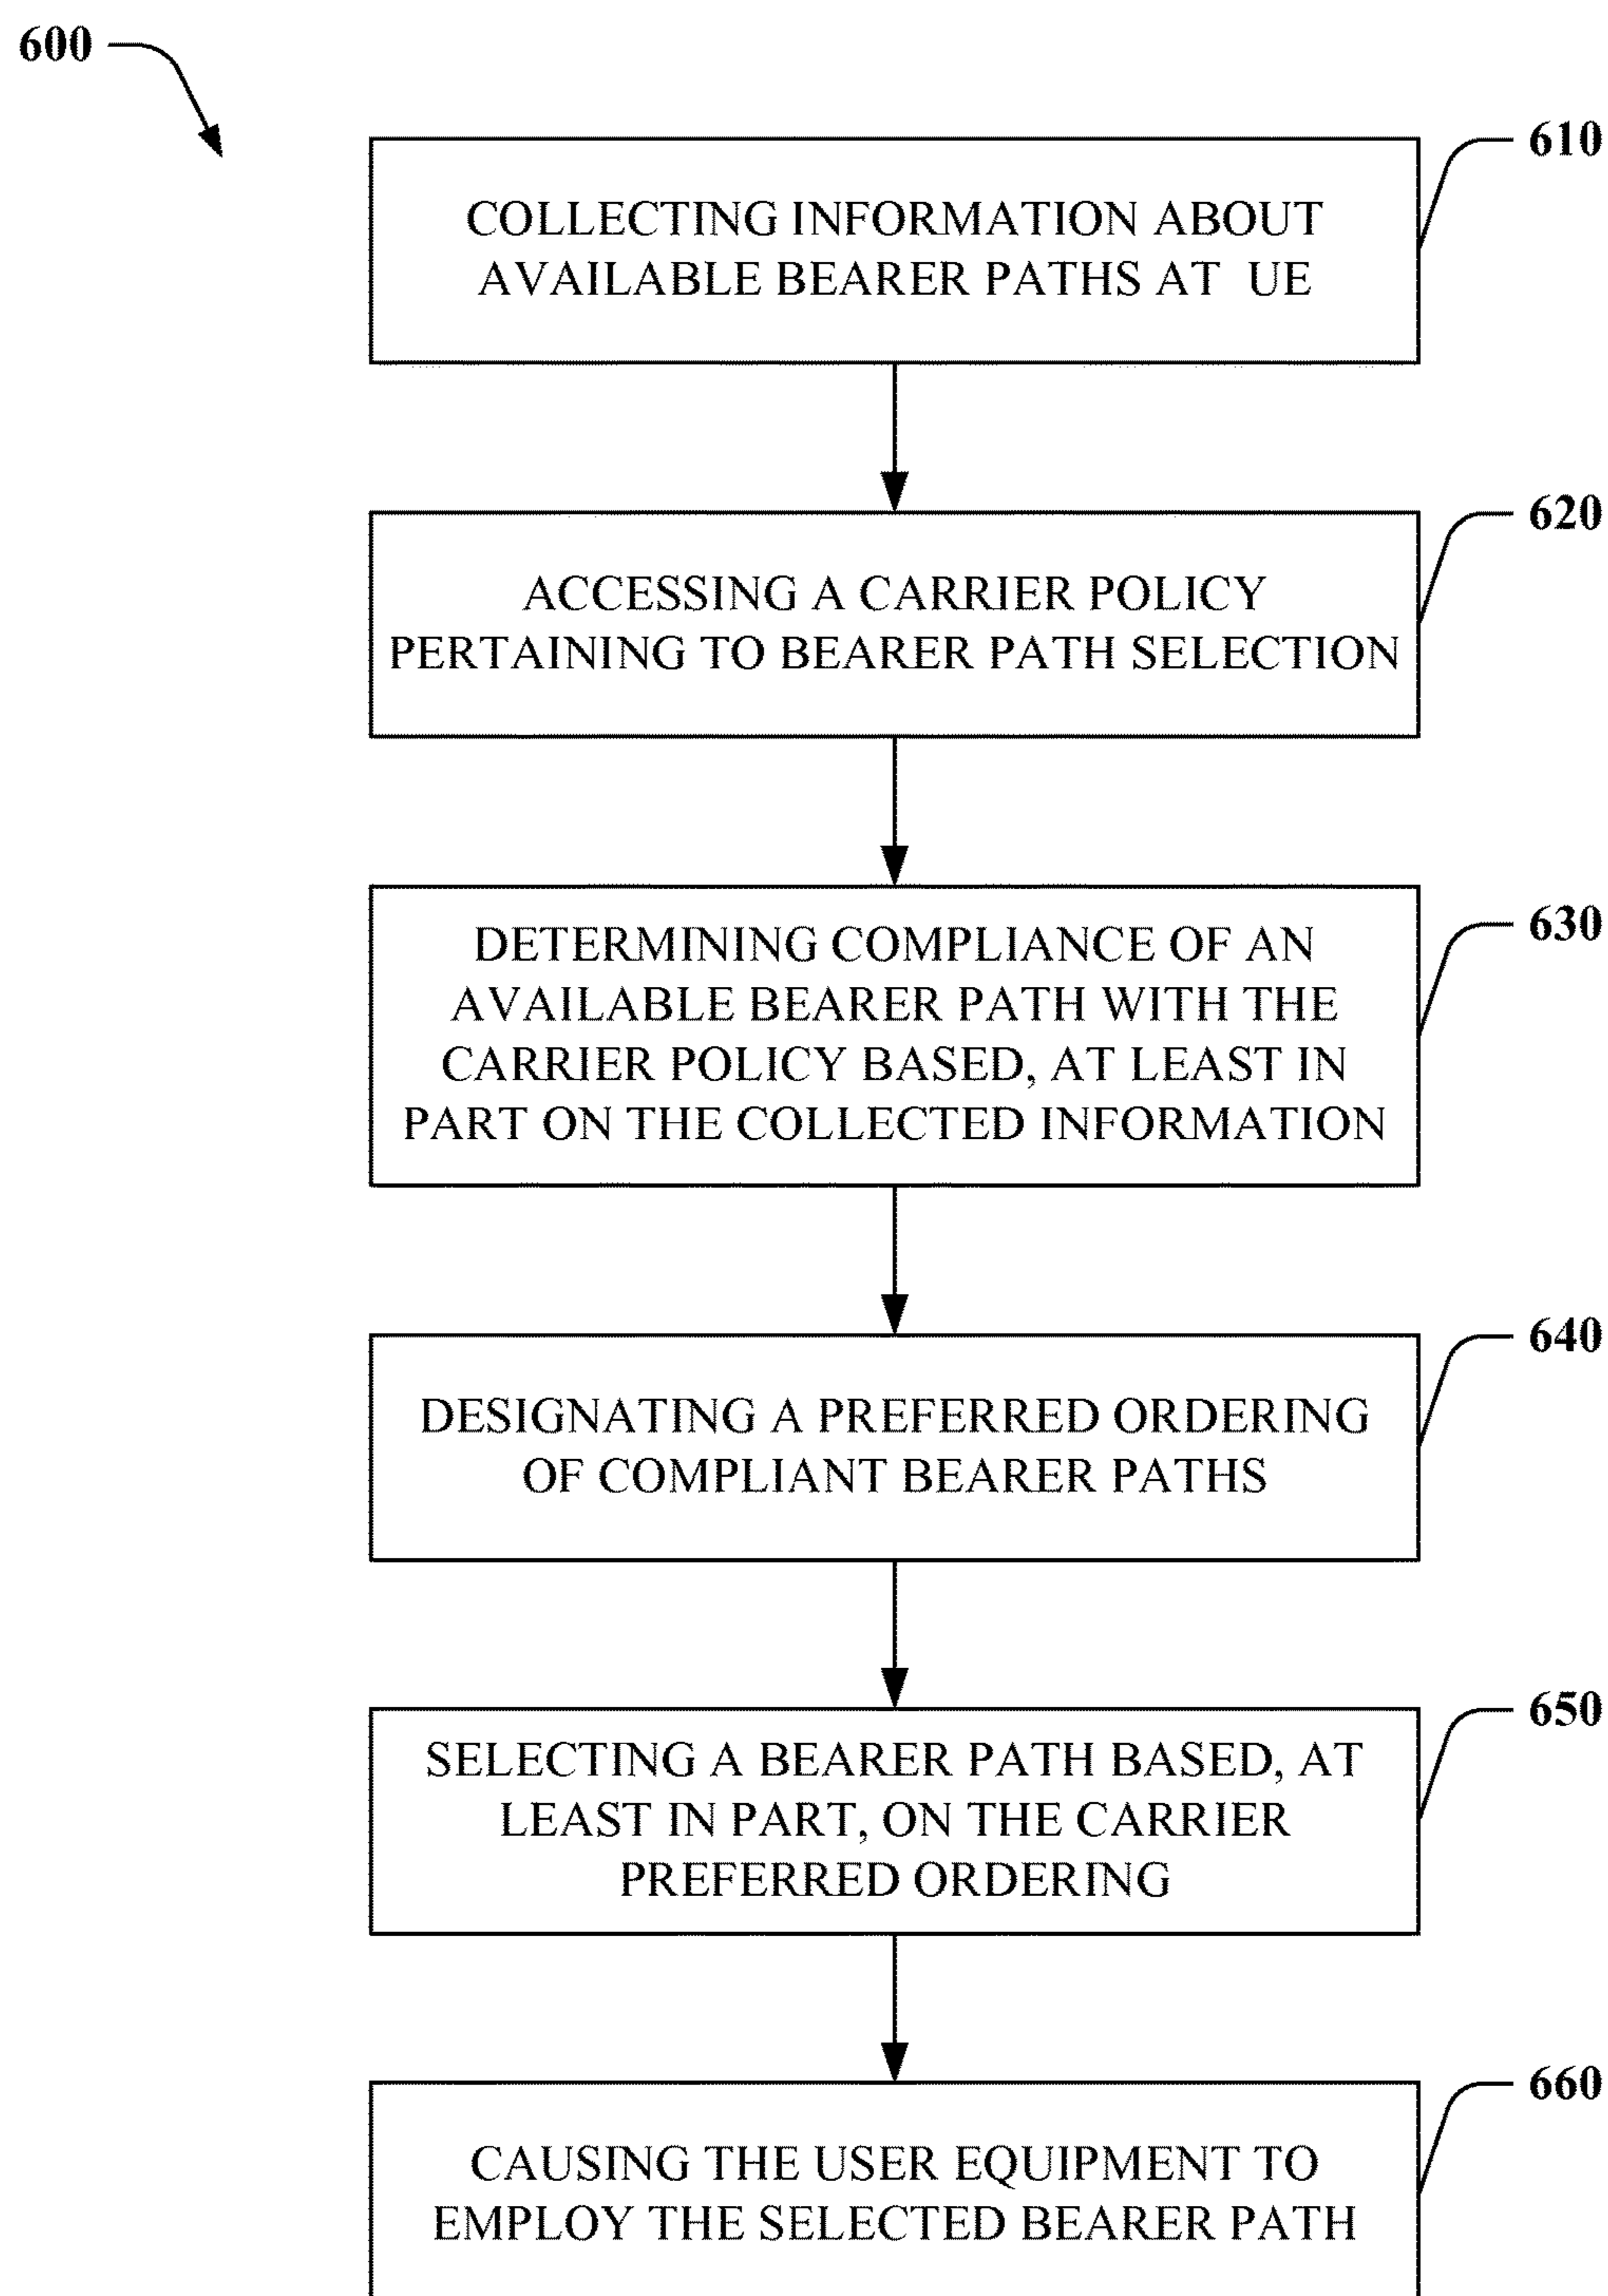 600
610
COLLECTING INFORMATION ABOUT
AVAILABLE BEARER PATHS AT UE
620
ACCESSING A CARRIER POLICY
PERTAINING TO BEARER PATH SELECTION
630
DETERMINING COMPLIANCE OF AN
AVAILABLE BEARER PATH WITH THE
CARRIER POLICY BASED, AT LEAST IN
PART ON THE COLLECTED INFORMATION
640
DESIGNATING A PREFERRED ORDERING
OF COMPLIANT BEARER PATHS
650
SELECTING A BEARER PATH BASED, AT
LEAST IN PART, ON THE CARRIER
PREFERRED ORDERING
660
CAUSING THE USER EQUIPMENT TO
EMPLOY THE SELECTED BEARER PATH